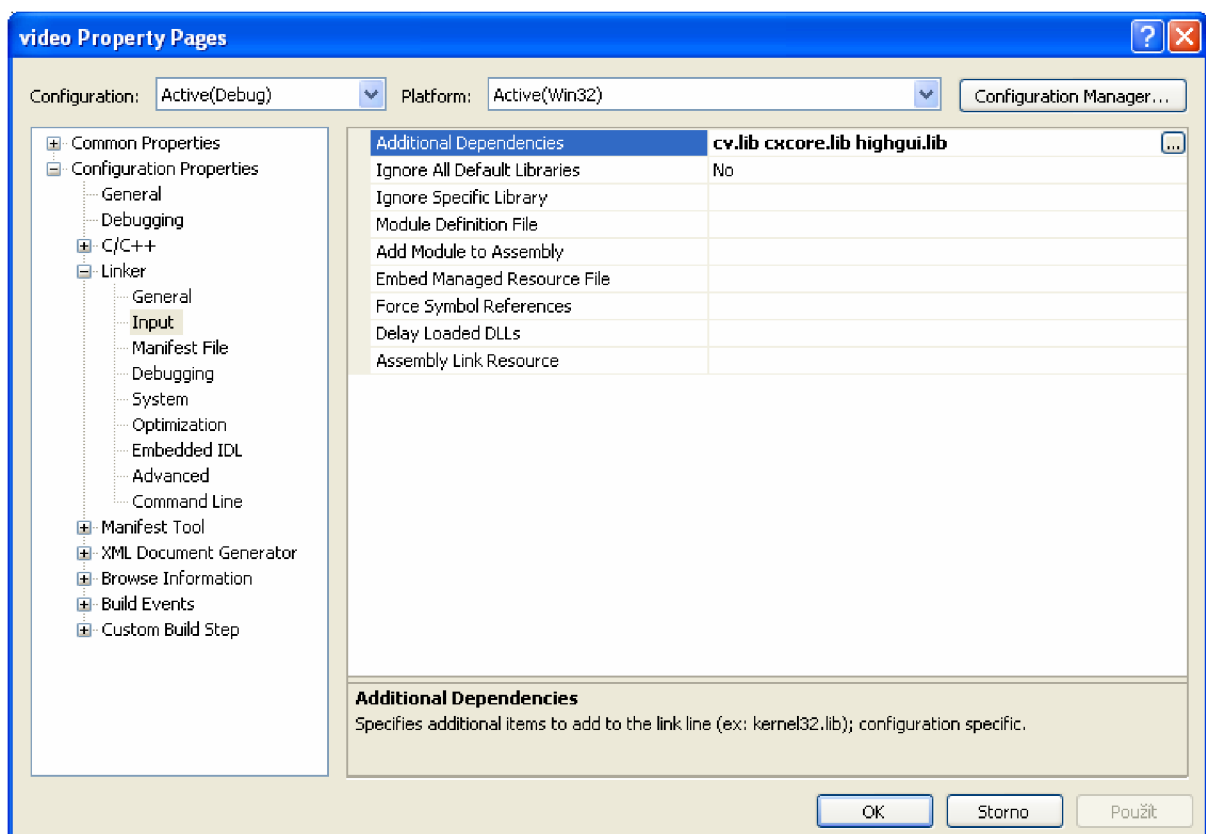 video Property Pages
Configuration: Active(Debug) Platform: Active(Win32) Configuration Manager...
Common Properties
Configuration Properties
General
Debugging
C/C++
Linker
General
Input
Manifest File
Debugging
System
Optimization
Embedded IDL
Advanced
Command Line
Manifest Tool
XML Document Generator
Browse Information
Build Events
Custom Build Step
Additional Dependencies cv.lib cxcore.lib highgui.lib ...
Ignore All Default Libraries No
Ignore Specific Library
Module Definition File
Add Module to Assembly
Embed Managed Resource File
Force Symbol References
Delay Loaded DLLs
Assembly Link Resource
Additional Dependencies
Specifies additional items to add to the link line (ex: kernel32.lib); configuration specific.
OK Storno Použít